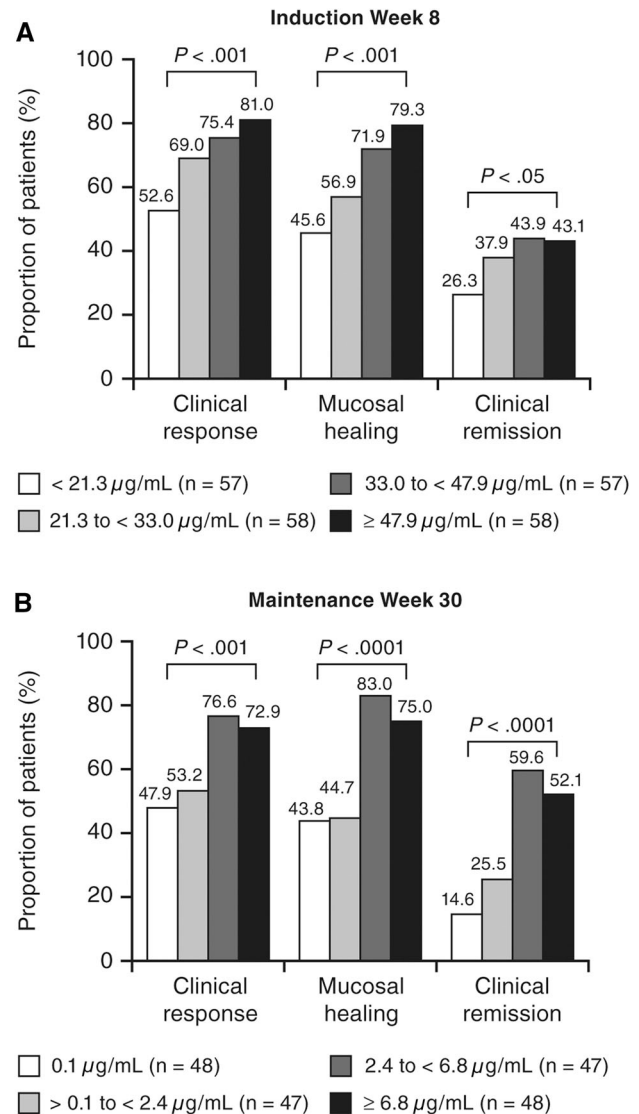 A
Induction Week 8
Proportion of patients (%)
100
80
60
40
20
0
P < .001
P < .001
P < .05
52.6
69.0
75.4
81.0
45.6
56.9
71.9
79.3
26.3
37.9
43.9
43.1
Clinical
response
Mucosal
healing
Clinical
remission
< 21.3 µg/mL (n = 57)
33.0 to < 47.9 µg/mL (n = 57)
21.3 to < 33.0 µg/mL (n = 58)
≥ 47.9 µg/mL (n = 58)
B
Maintenance Week 30
Proportion of patients (%)
100
80
60
40
20
0
P < .001
P < .0001
P < .0001
47.9
53.2
76.6
72.9
43.8
44.7
83.0
75.0
14.6
25.5
59.6
52.1
Clinical
response
Mucosal
healing
Clinical
remission
0.1 µg/mL (n = 48)
2.4 to < 6.8 µg/mL (n = 47)
> 0.1 to < 2.4 µg/mL (n = 47)
≥ 6.8 µg/mL (n = 48)